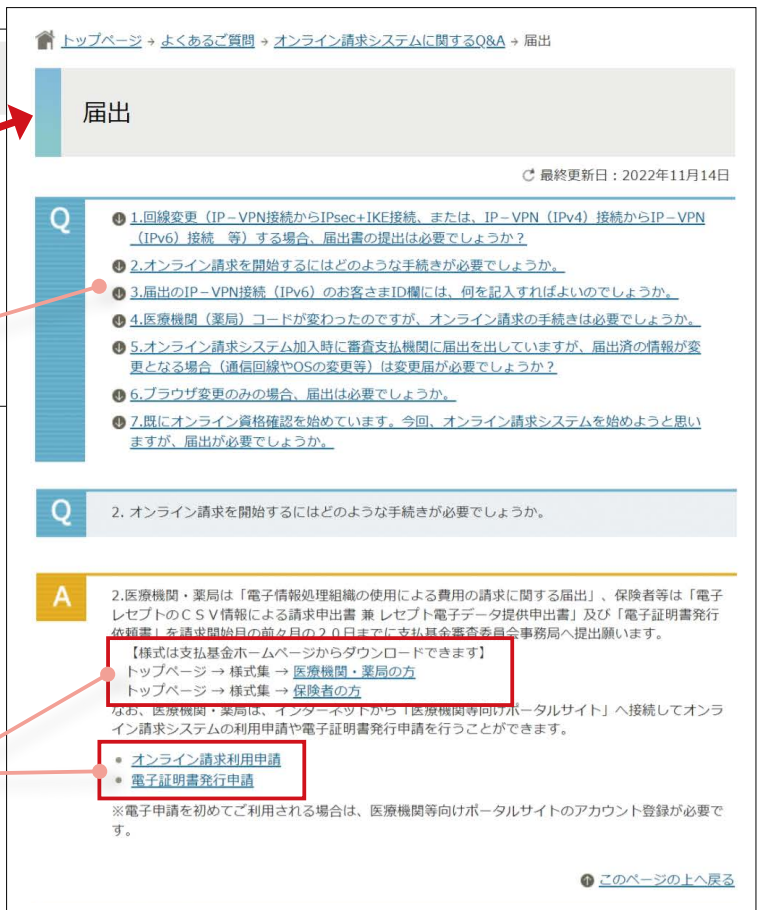 トップページ → よくあるご質問 → オンライン請求システムに関するQ&A → 届出
届出
最終更新日：2022年11月14日
Q
1.回線変更（IP－VPN接続からIPsec+IKE接続、または、IP－VPN（IPv4）接続からIP－VPN
（IPv6）接続　等）する場合、届出書の提出は必要でしょうか？
2.オンライン請求を開始するにはどのような手続きが必要でしょうか。
3.届出のIP－VPN接続（IPv6）のお客さまID欄には、何を記入すればよいのでしょうか。
4.医療機関（薬局）コードが変わったのですが、オンライン請求の手続きは必要でしょうか。
5.オンライン請求システム加入時に審査支払機関に届出を出していますが、届出済の情報が変
更となる場合（通信回線やOSの変更等）は変更届が必要でしょうか？
6.ブラウザ変更のみの場合、届出は必要でしょうか。
7.既にオンライン資格確認を始めています。今回、オンライン請求システムを始めようと思い
ますが、届出が必要でしょうか。
Q
2. オンライン請求を開始するにはどのような手続きが必要でしょうか。
A
2.医療機関・薬局は「電子情報処理組織の使用による費用の請求に関する届出」、保険者等は「電子
レセプトのＣＳＶ情報による請求申出書 兼 レセプト電子データ提供申出書」及び「電子証明書発行
依頼書」を請求開始月の前々月の２０日までに支払基金審査委員会事務局へ提出願います。
【様式は支払基金ホームページからダウンロードできます】
トップページ → 様式集 → 医療機関・薬局の方
トップページ → 様式集 → 保険者の方
なお、医療機関・薬局は、インターネットから「医療機関等向けポータルサイト」へ接続してオンラ
イン請求システムの利用申請や電子証明書発行申請を行うことができます。
オンライン請求利用申請
電子証明書発行申請
※電子申請を初めてご利用される場合は、医療機関等向けポータルサイトのアカウント登録が必要で
す。
このページの上へ戻る